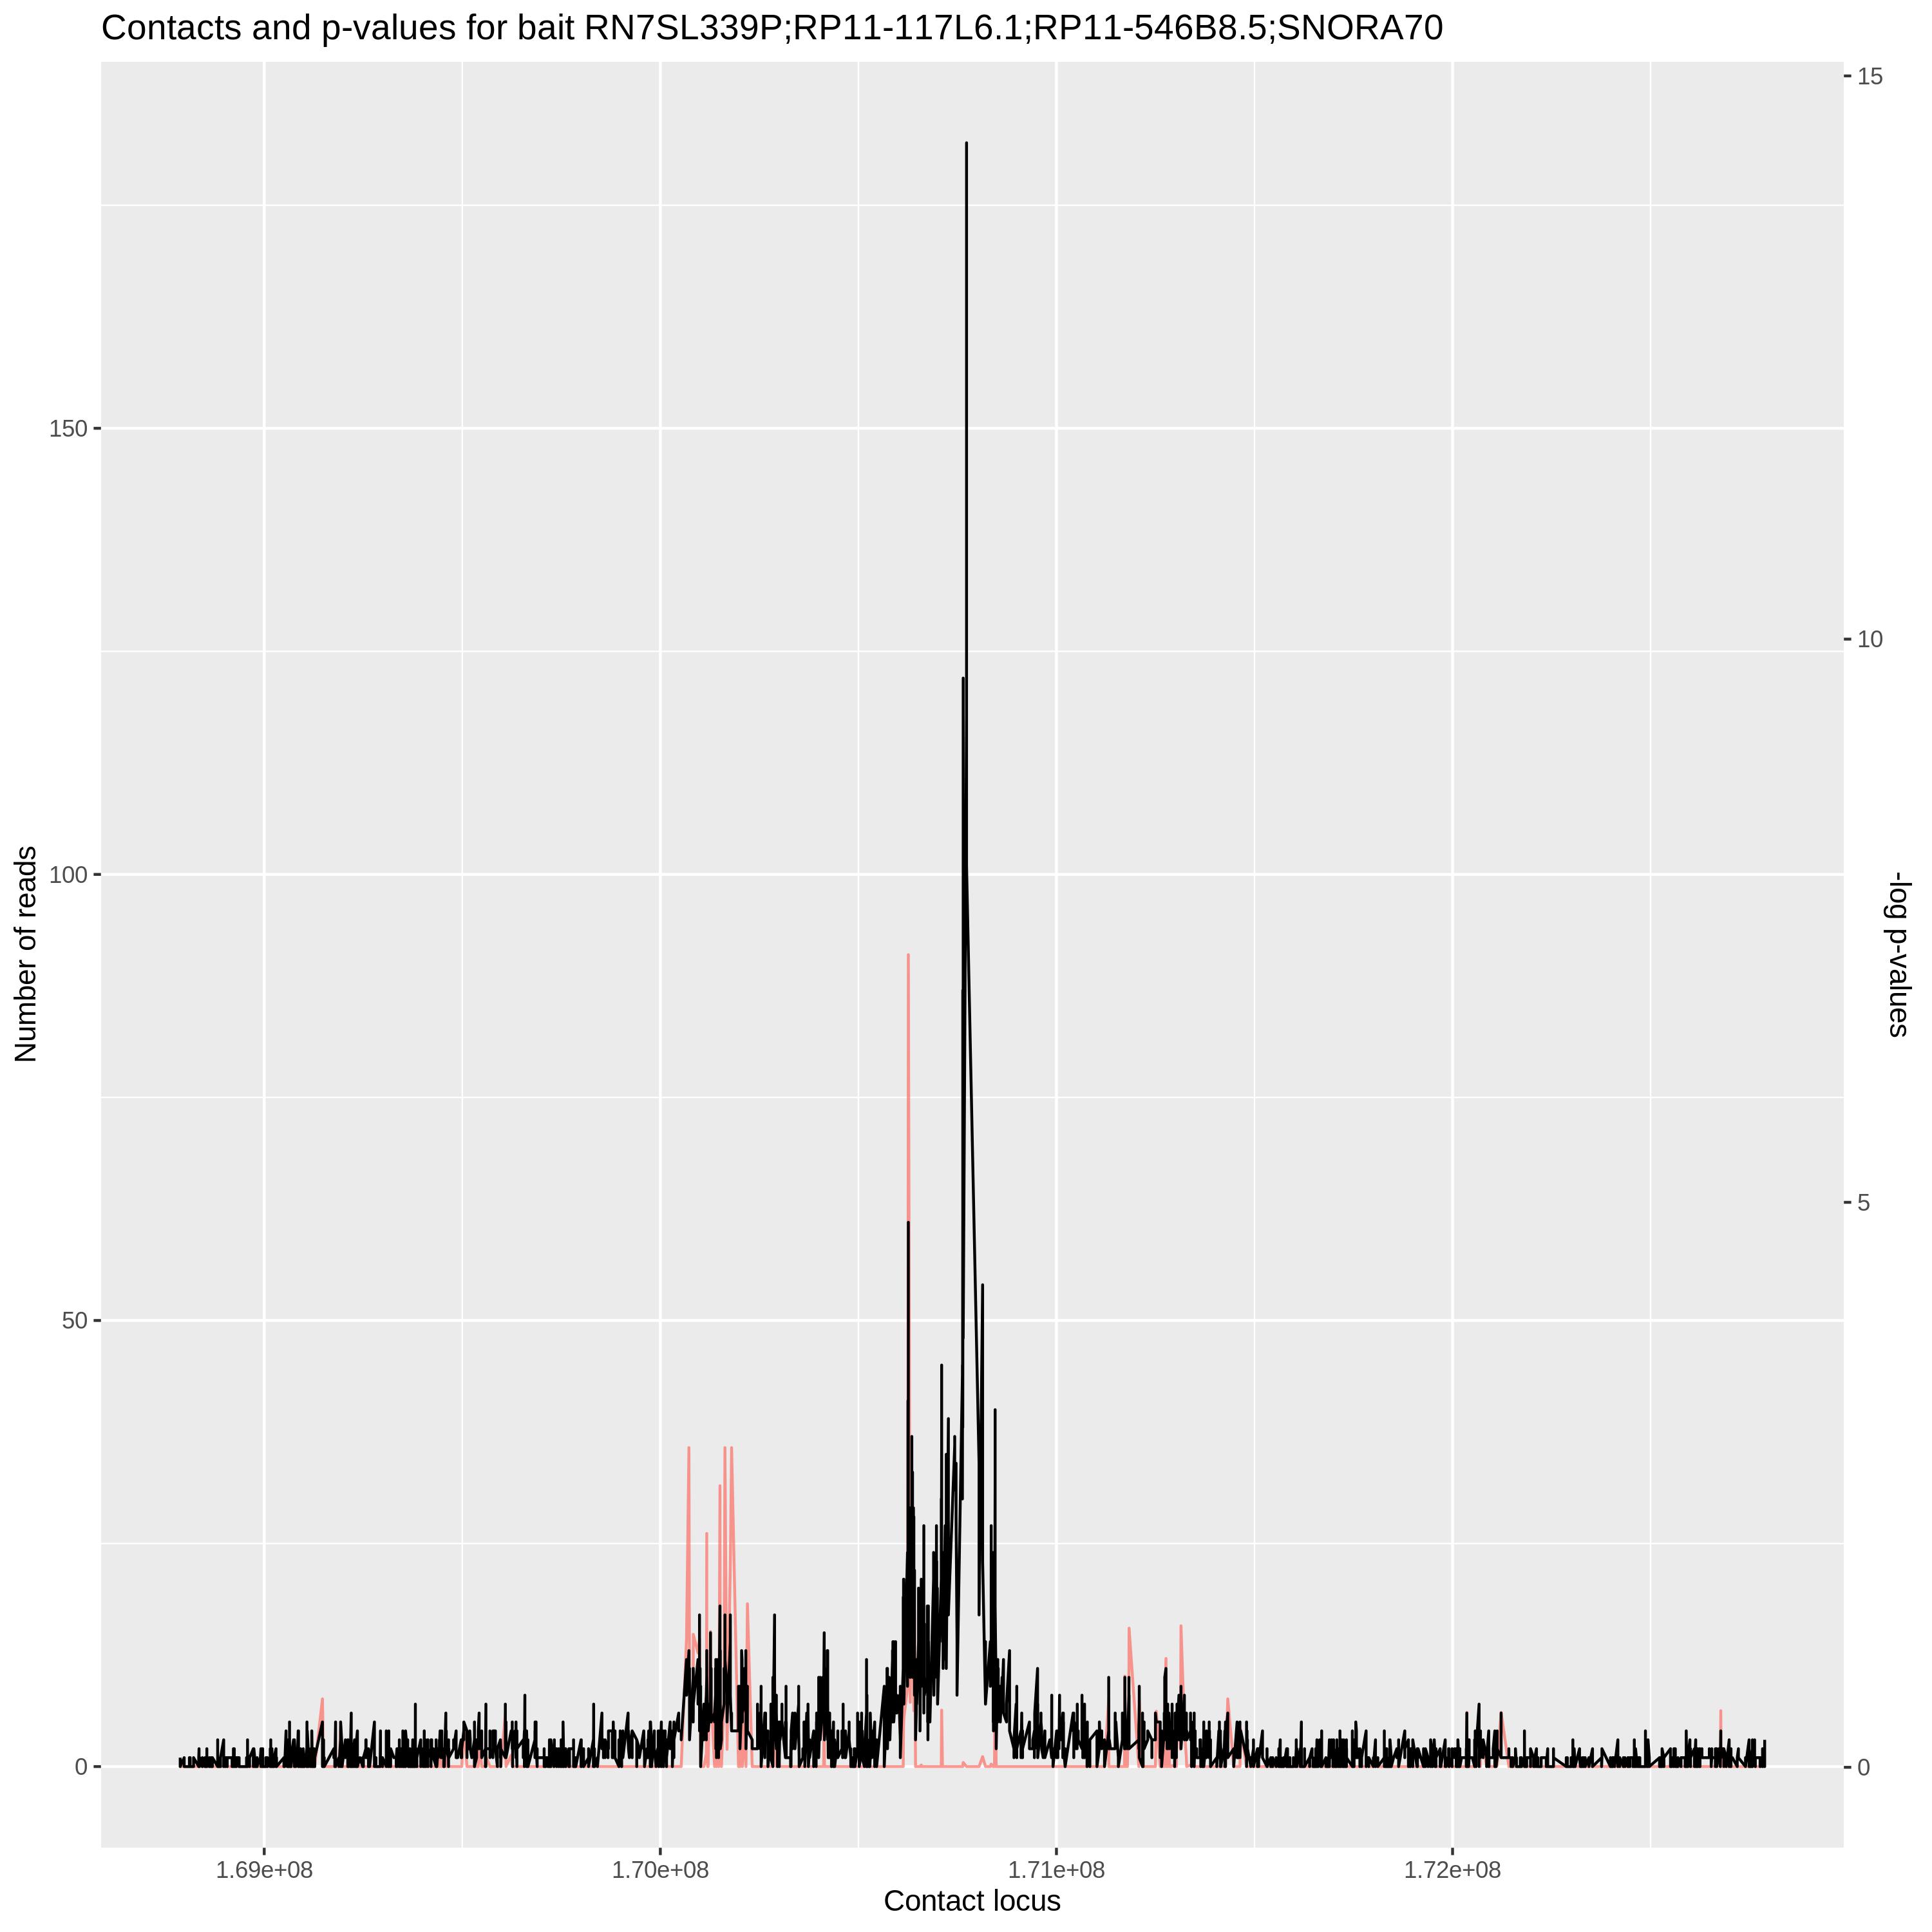 Contacts and p-values for bait RN7SL339P;RP11-117L6.1;RP11-546B8.5;SNORA70
15
150
10
100
Number of reads
-log p-values
5
50
0
0
1.69e+08
1.70e+08
1.71e+08
1.72e+08
Contact locus